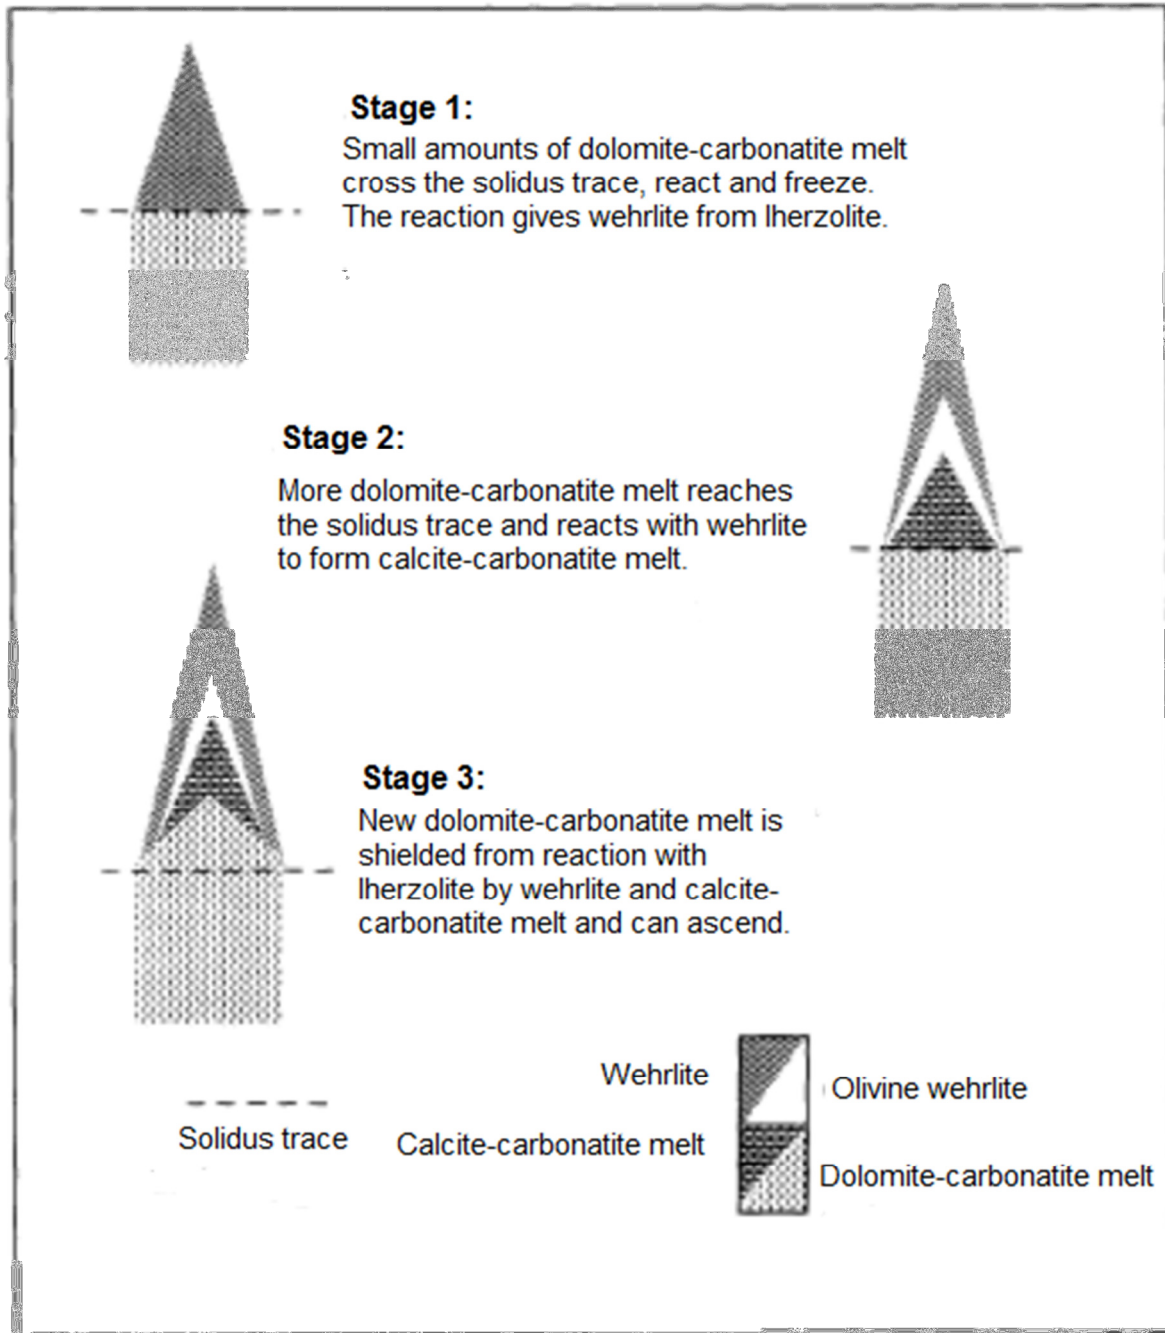 Stage 1:
Small amounts of dolomite-carbonatite melt
cross the solidus trace, react and freeze.
The reaction gives wehrlite from lherzolite.
Stage 2:
More dolomite-carbonatite melt reaches
the solidus trace and reacts with wehrlite
to form calcite-carbonatite melt.
Stage 3:
New dolomite-carbonatite melt is
shielded from reaction with
lherzolite by wehrlite and calcite-
carbonatite melt and can ascend.
Wehrlite
Olivine wehrlite
Solidus trace
Calcite-carbonatite melt
Dolomite-carbonatite melt